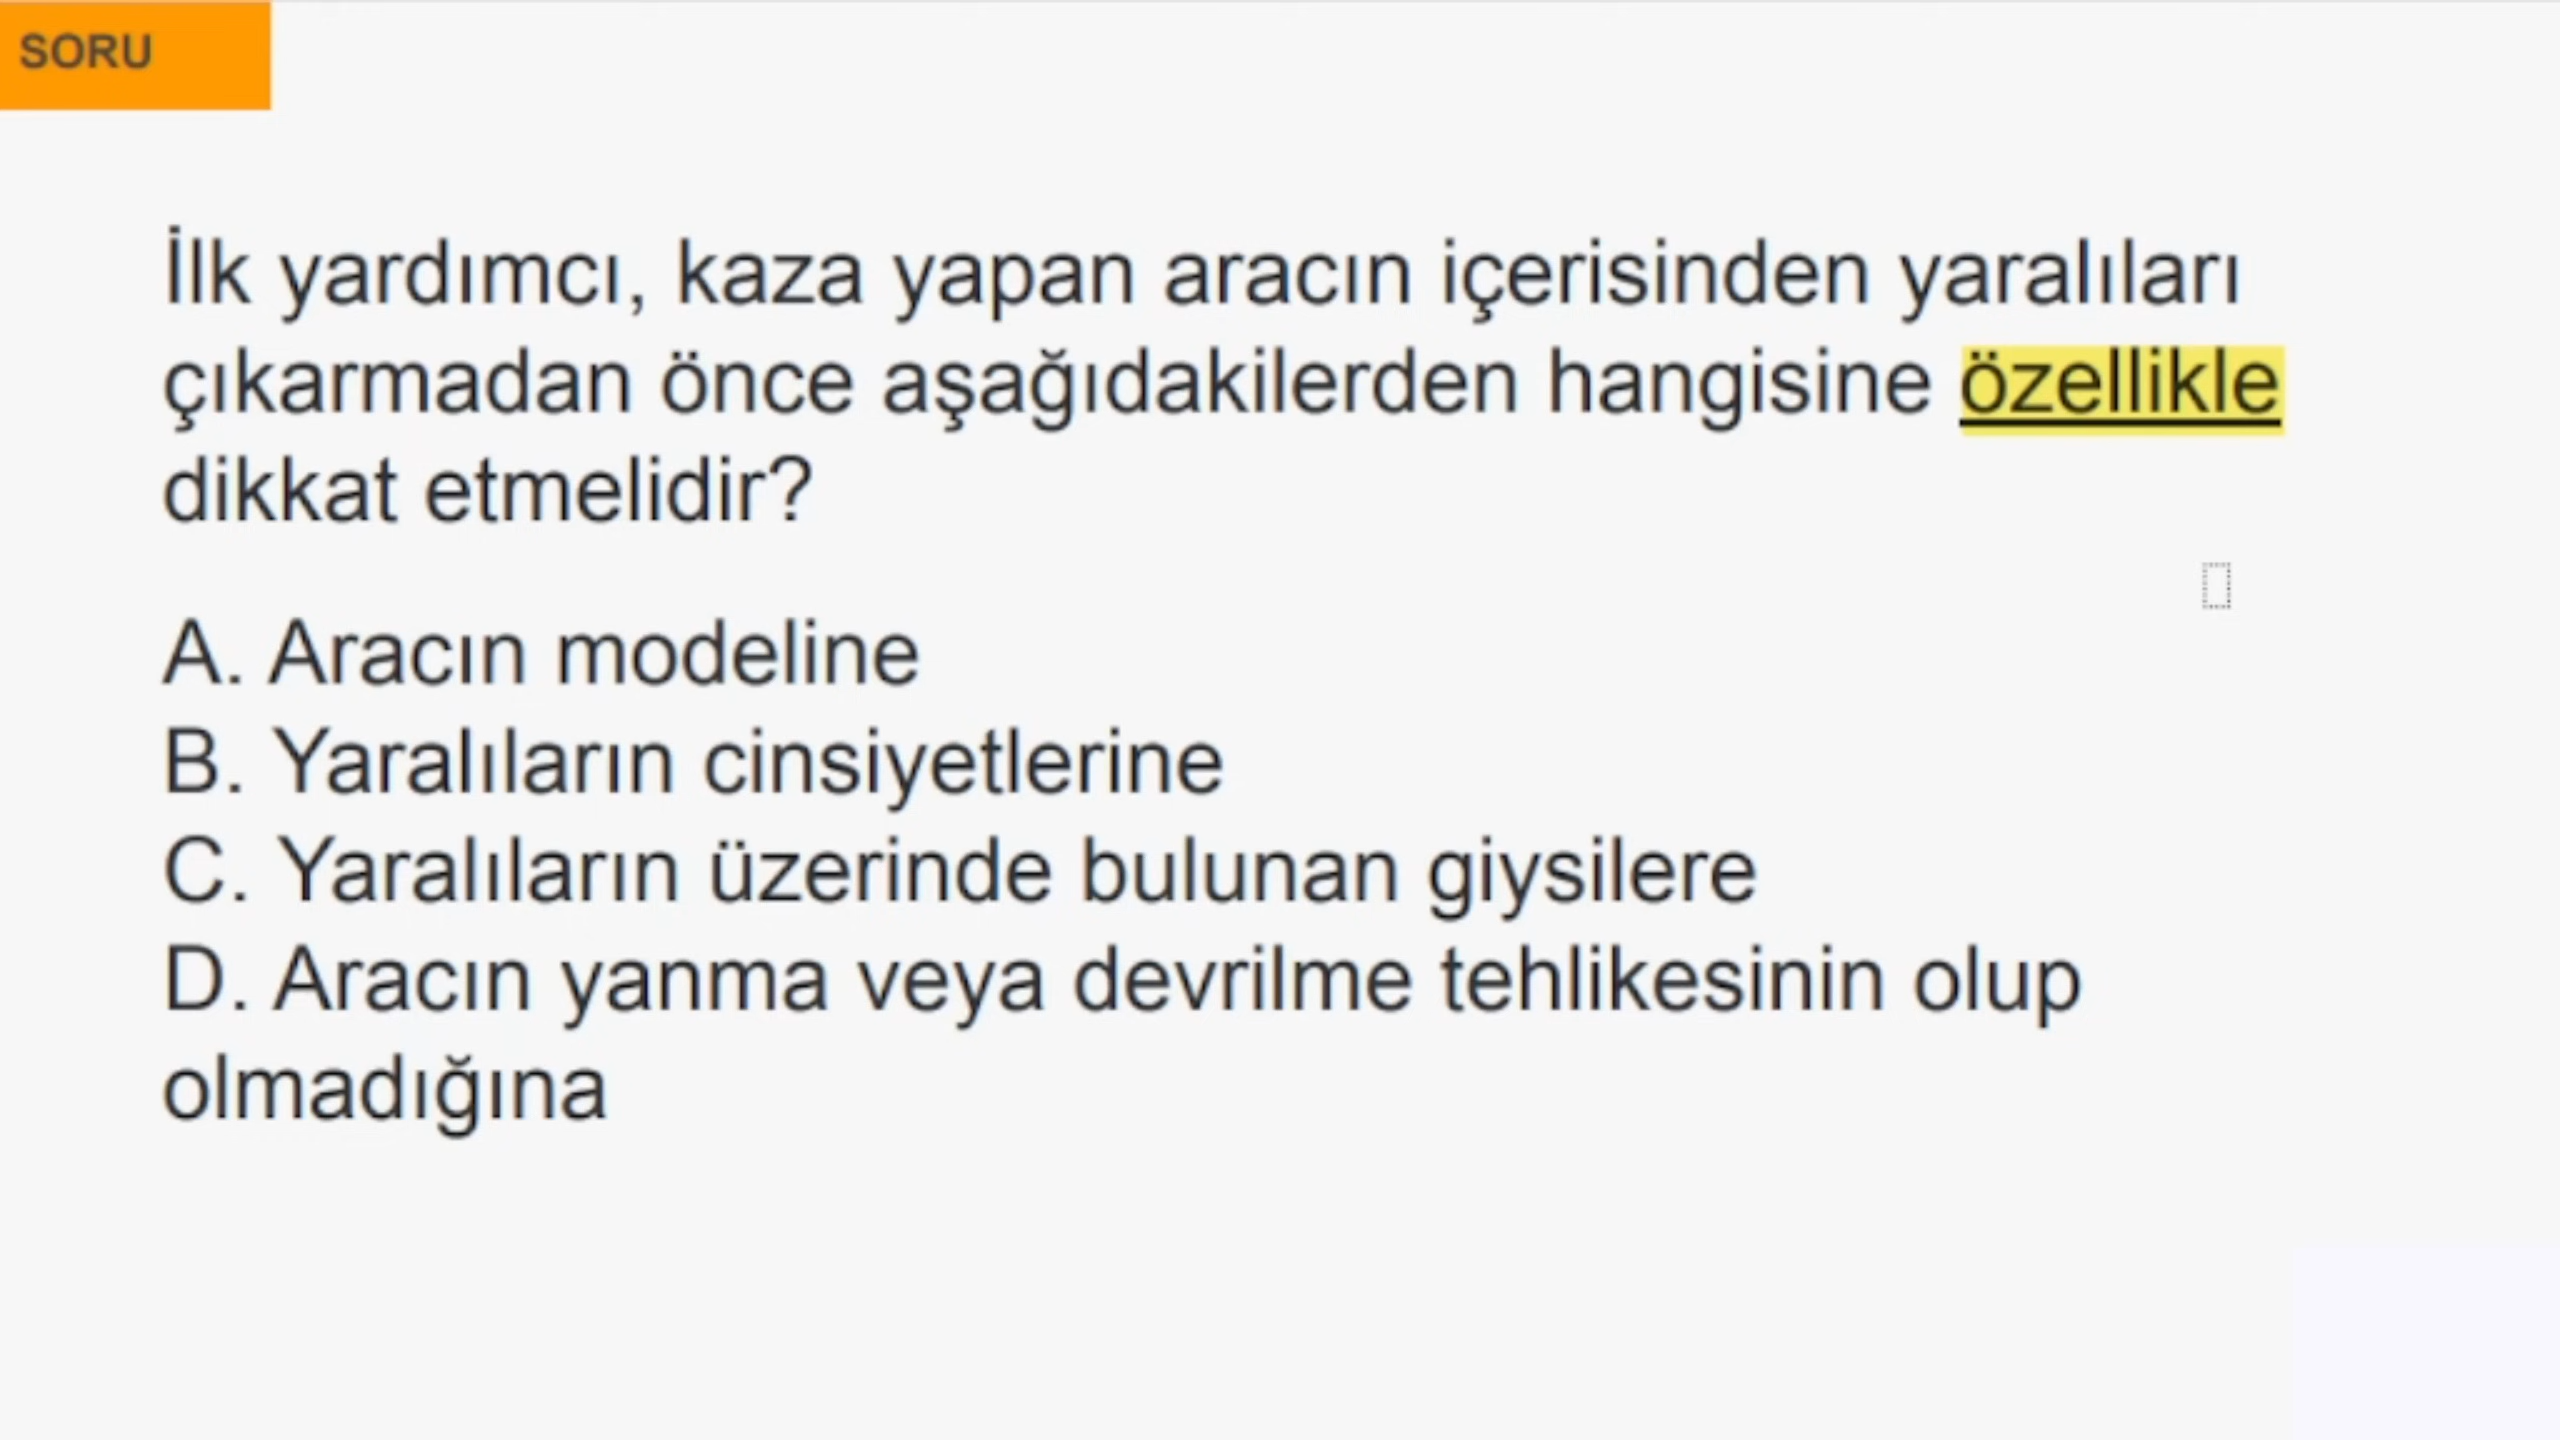 SORU
İlk yardımcı, kaza yapan aracın içerisinden yaralıları
çıkarmadan önce aşağıdakilerden hangisine özellikle
dikkat etmelidir?
A. Aracın modeline
B. Yaralıların cinsiyetlerine
C. Yaralıların üzerinde bulunan giysilere
D. Aracın yanma veya devrilme tehlikesinin olup
olmadığına